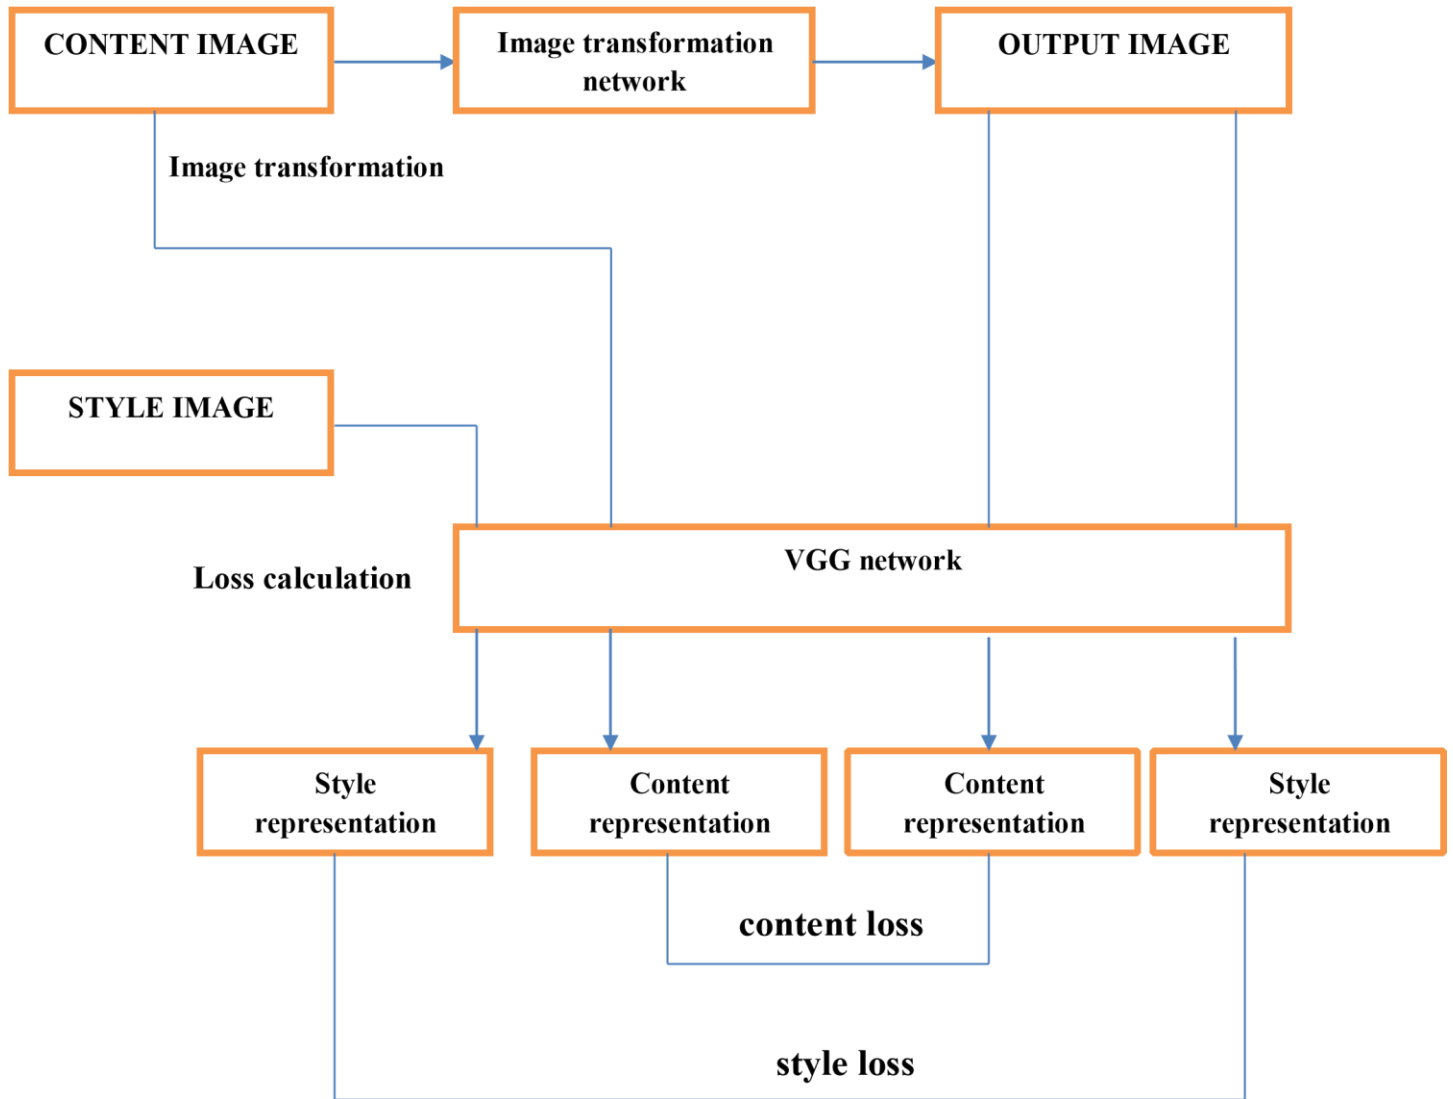 CONTENT IMAGE
Image transformation
network
OUTPUT IMAGE
Image transformation
STYLE IMAGE
VGG network
Loss calculation
Style
representation
Content
representation
Content
representation
Style
representation
content loss
style loss